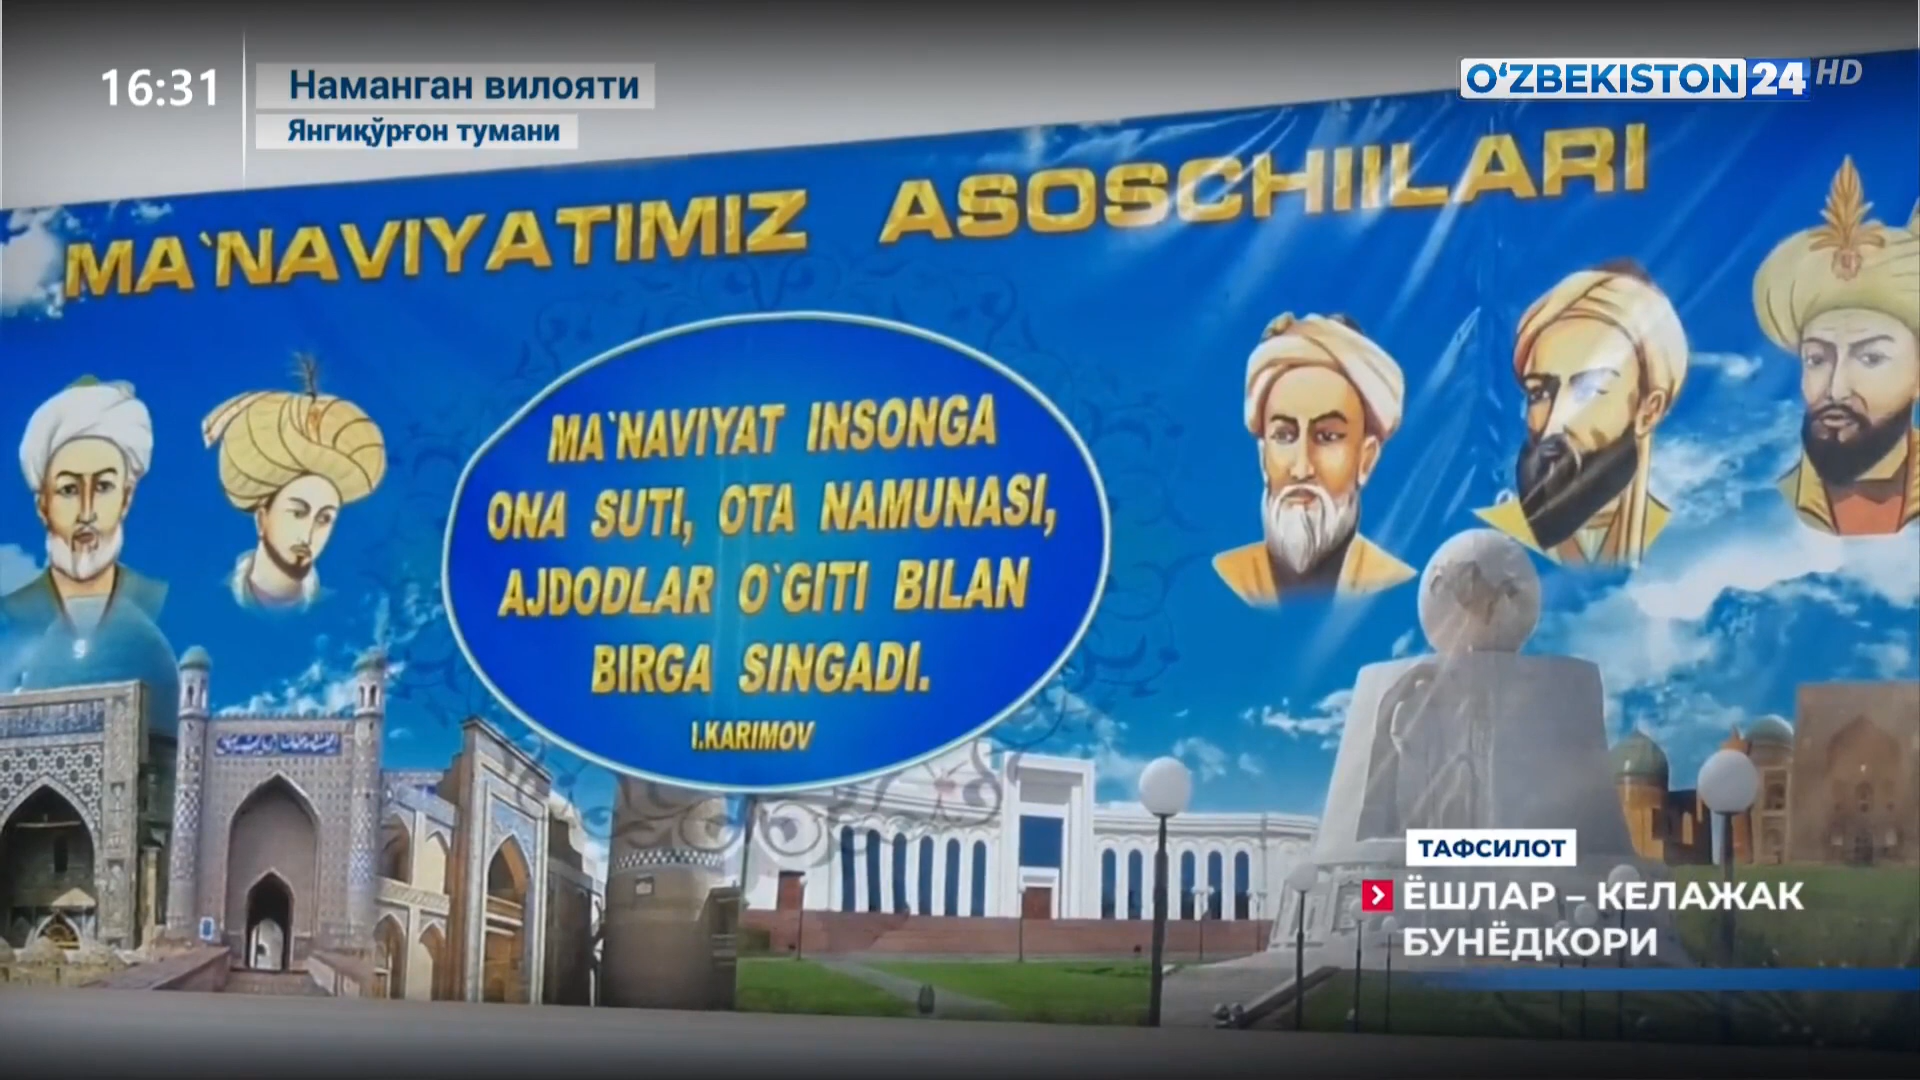 16:31
Наманган вилояти
Янгиқўрғон тумани
O‘ZBEKISTON 24 HD
MA`NAVIYATIMIZ ASOSCHIILARI
MA`NAVIYAT INSONGA
ONA SUTI, OTA NAMUNASI,
AJDODLAR O`GITI BILAN
BIRGA SINGADI.
I.KARIMOV
ТАФСИЛОТ
ЁШЛАР – КЕЛАЖАК
БУНЁДКОРИ